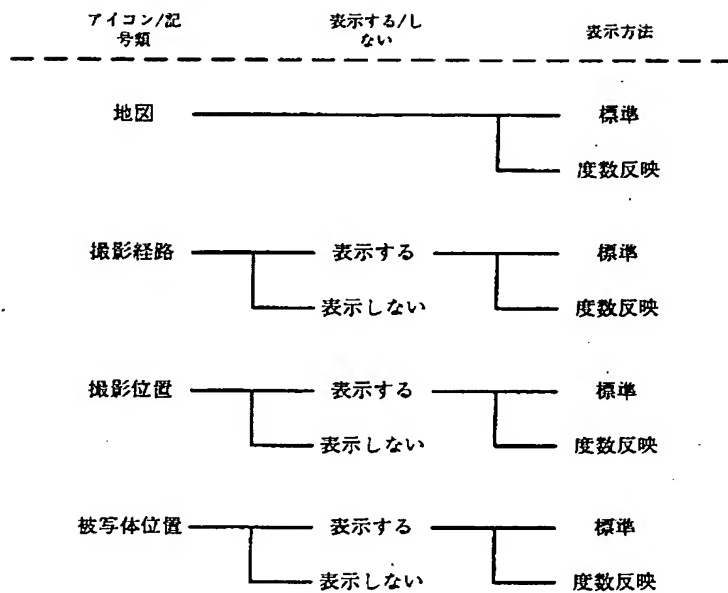 アイコン/記号類
表示する/しない
表示方法
地図
標準
度数反映
撮影経路
表示する
標準
表示しない
度数反映
撮影位置
表示する
標準
表示しない
度数反映
被写体位置
表示する
標準
表示しない
度数反映